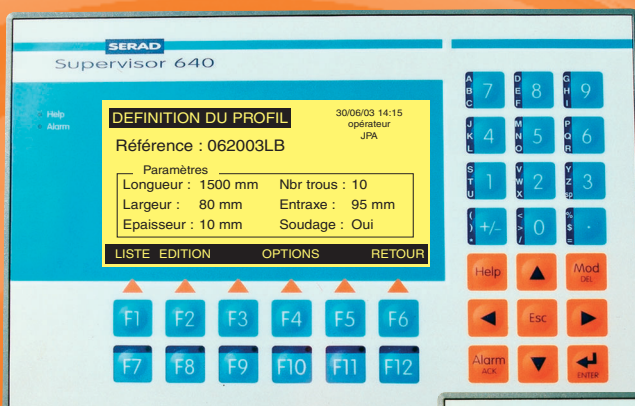 SERAD
Supervisor 640
Help
Alarm
DEFINITION DU PROFIL
30/06/03 14:15
opérateur
JPA
Référence : 062003LB
Paramètres
Longueur : 1500 mm Nbr trous : 10
Largeur : 80 mm Entraxe : 95 mm
Epaisseur : 10 mm Soudage : Oui
LISTE EDITION OPTIONS RETOUR
F1 F2 F3 F4 F5 F6
F7 F8 F9 F10 F11 F12
A B C 7 D E F 8 G H I 9
J K L 4 M N O 5 P Q R 6
S T U 1 V W X 2 Y Z sp 3
( ) * +/- < > / 0 % $ = .
Help Mod DEL
Esc
Alarm ACK ENTER